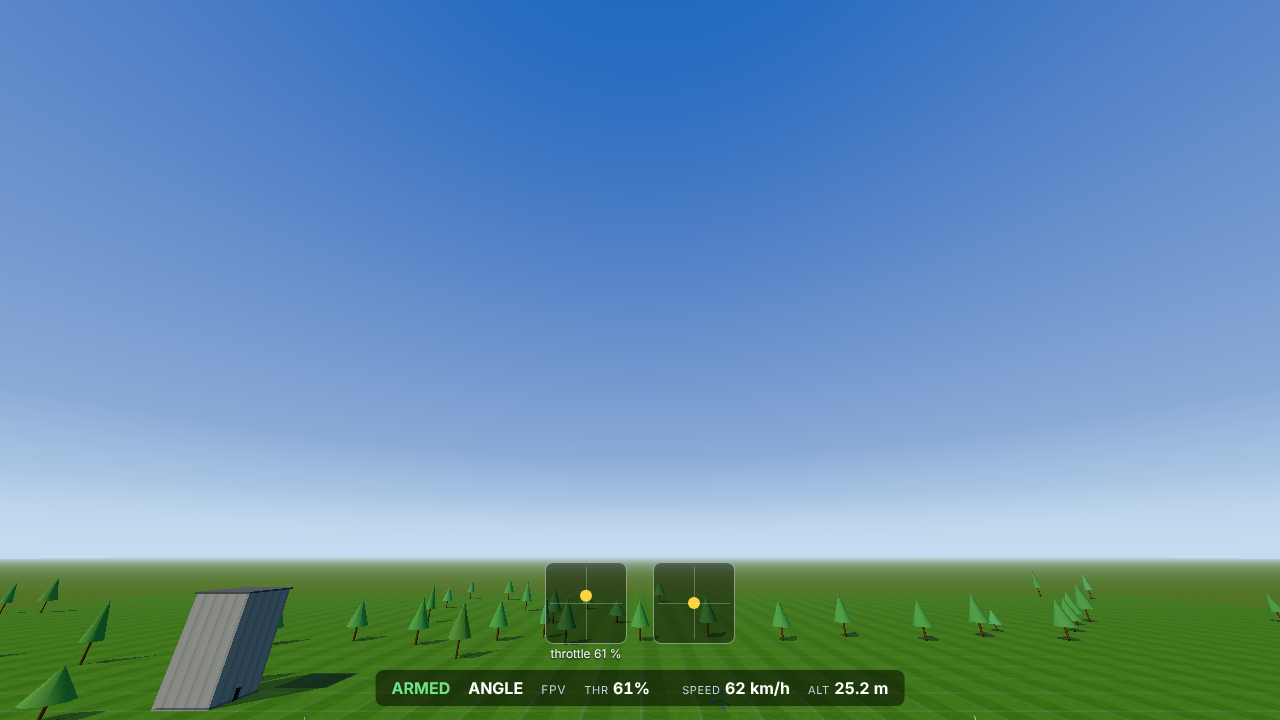 throttle 61 %
ARMED ANGLE FPV THR 61% SPEED 62 km/h ALT 25.2 m